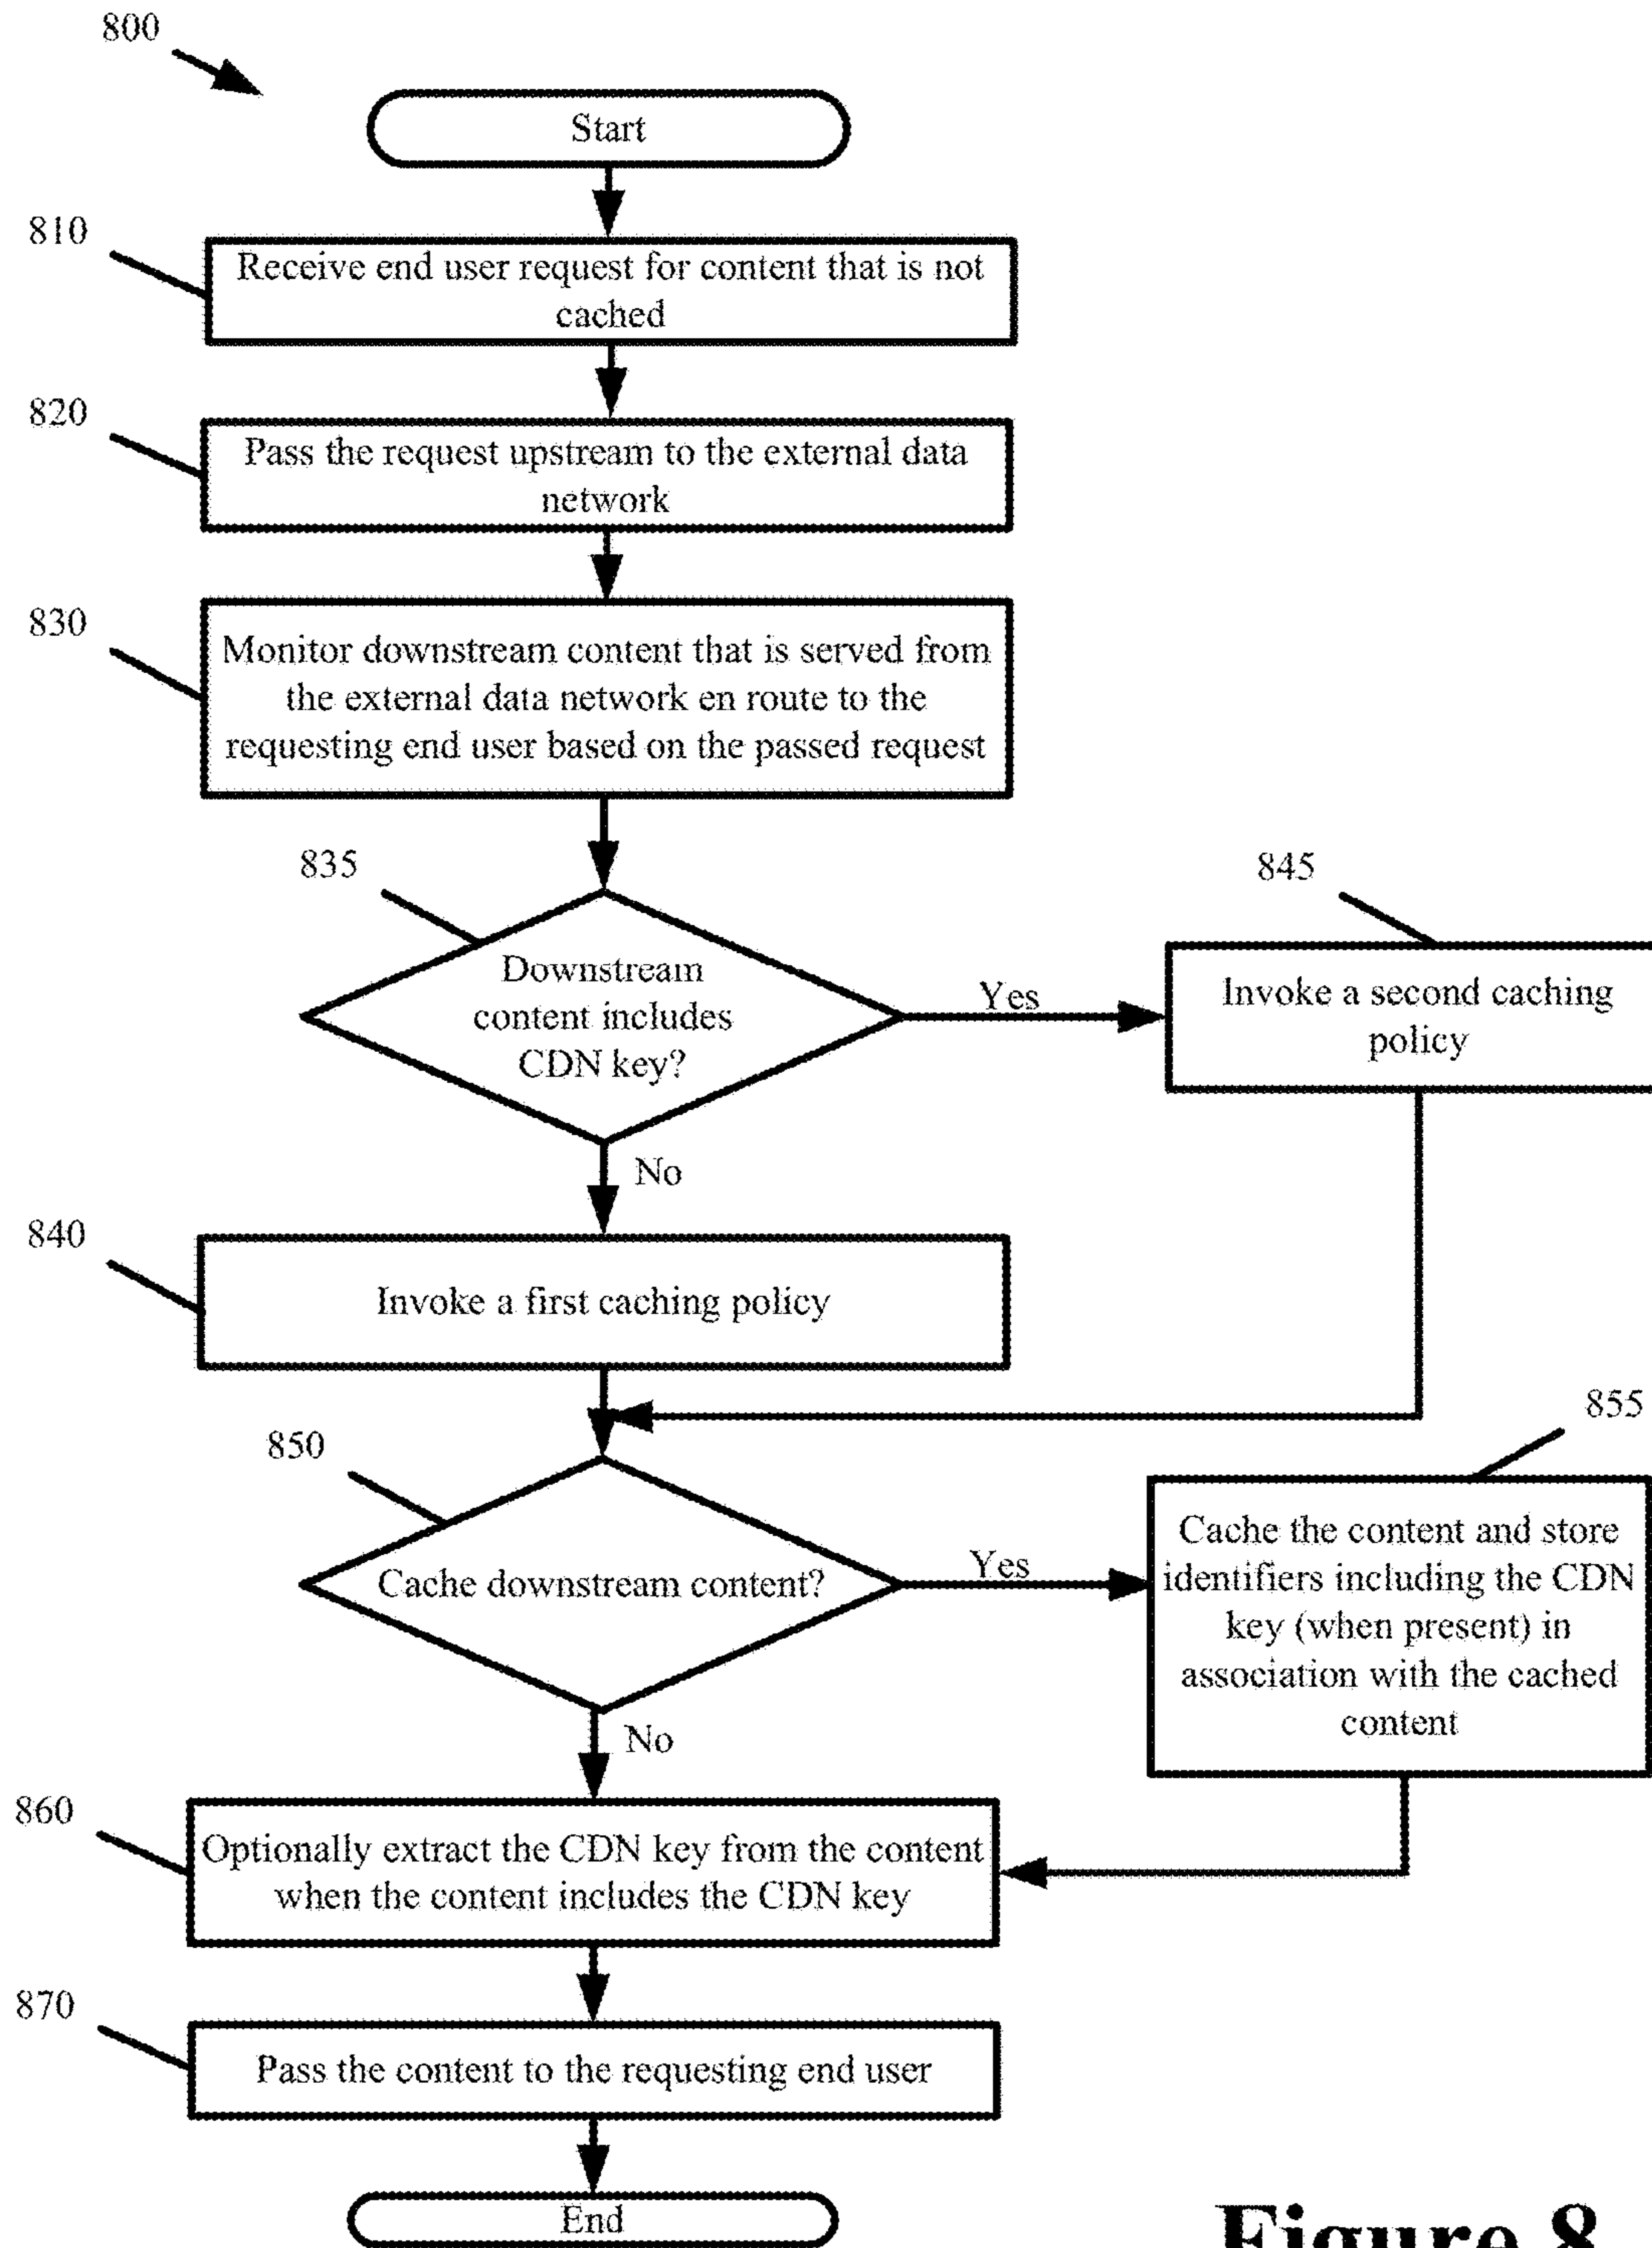 800
Start
810
Receive end user request for content that is not
cached
820
Pass the request upstream to the external data
network
830
Monitor downstream content that is served from
the external data network en route to the
requesting end user based on the passed request
835
Downstream
content includes
CDN key?
Yes
845
Invoke a second caching
policy
No
840
Invoke a first caching policy
850
Cache downstream content?
Yes
855
Cache the content and store
identifiers including the CDN
key (when present) in
association with the cached
content
No
860
Optionally extract the CDN key from the content
when the content includes the CDN key
870
Pass the content to the requesting end user
End
Figure 8